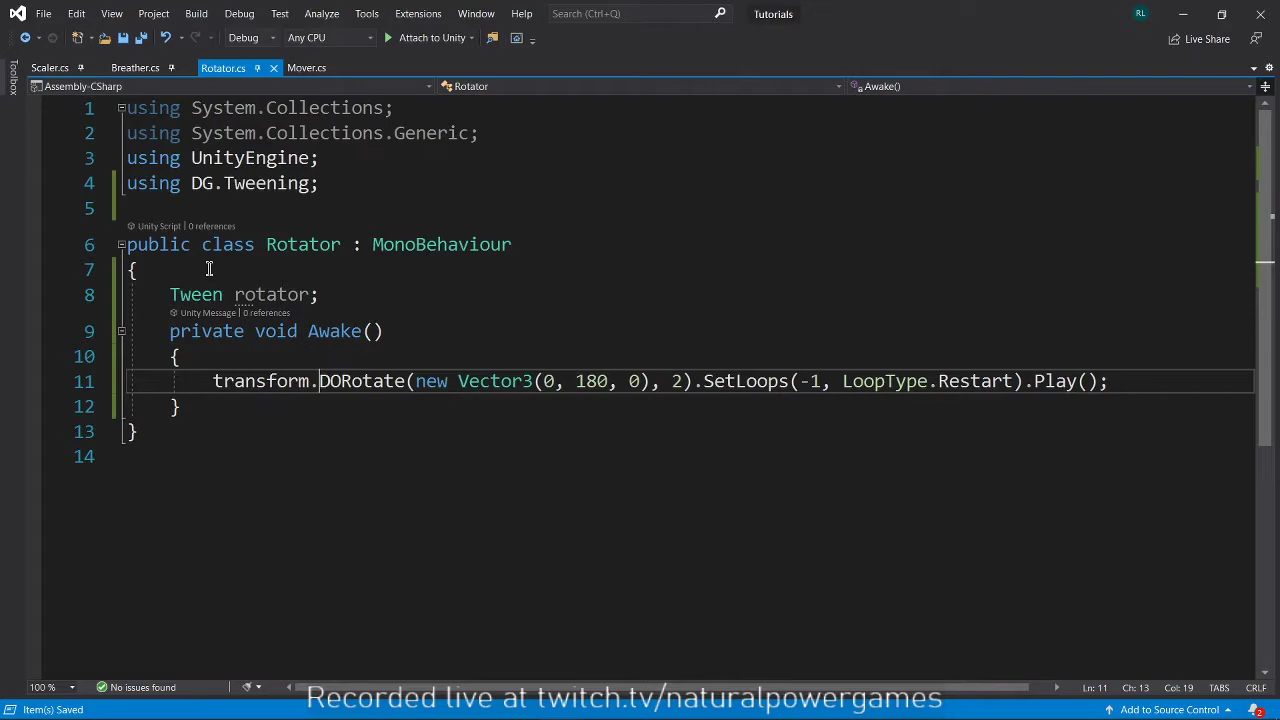 File Edit View Project Build Debug Test Analyze Tools Extensions Window Help Search (Ctrl+Q) Tutorials RL
Debug Any CPU Attach to Unity Live Share
Toolbox
Scaler.cs Breather.cs Rotator.cs Mover.cs
Assembly-CSharp Rotator Awake()
1 using System.Collections;
2 using System.Collections.Generic;
3 using UnityEngine;
4 using DG.Tweening;
5
Unity Script | 0 references
6 public class Rotator : MonoBehaviour
7 {
8 Tween rotator;
Unity Message | 0 references
9 private void Awake()
10 {
11 transform.DORotate(new Vector3(0, 180, 0), 2).SetLoops(-1, LoopType.Restart).Play();
12 }
13 }
14
100 % No issues found Ln: 11 Ch: 13 Col: 19 TABS CRLF
Recorded live at twitch.tv/naturalpowergames
Item(s) Saved Add to Source Control 2